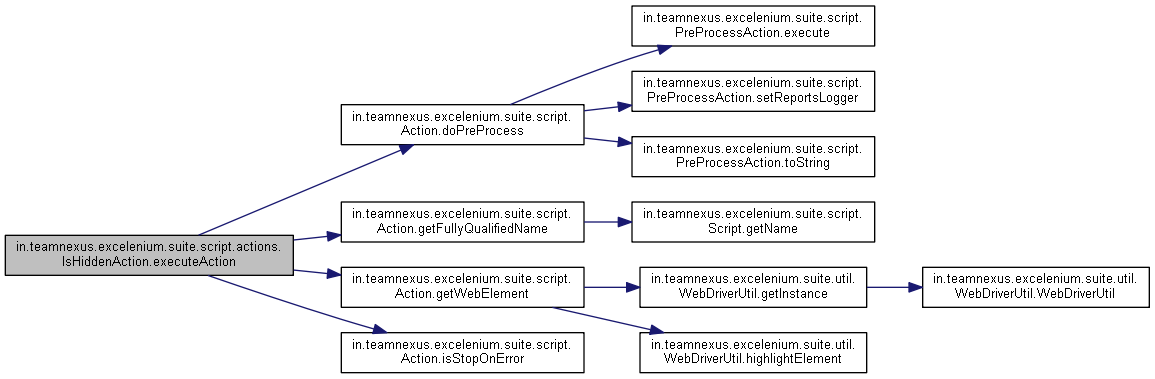 in.teamnexus.excelenium.suite.script.
PreProcessAction.execute
in.teamnexus.excelenium.suite.script.
PreProcessAction.setReportsLogger
in.teamnexus.excelenium.suite.script.
Action.doPreProcess
in.teamnexus.excelenium.suite.script.
PreProcessAction.toString
in.teamnexus.excelenium.suite.script.
Action.getFullyQualifiedName
in.teamnexus.excelenium.suite.script.
Script.getName
in.teamnexus.excelenium.suite.script.actions.
IsHiddenAction.executeAction
in.teamnexus.excelenium.suite.script.
Action.getWebElement
in.teamnexus.excelenium.suite.util.
WebDriverUtil.getInstance
in.teamnexus.excelenium.suite.util.
WebDriverUtil.WebDriverUtil
in.teamnexus.excelenium.suite.script.
Action.isStopOnError
in.teamnexus.excelenium.suite.util.
WebDriverUtil.highlightElement